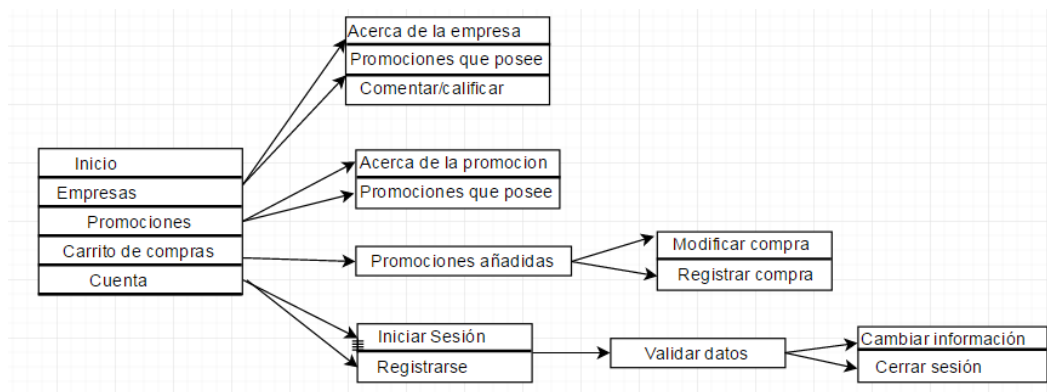 Acerca de la empresa
Promociones que posee
Comentar/calificar
Inicio
Empresas
Promociones
Carrito de compras
Cuenta
Acerca de la promocion
Promociones que posee
Promociones añadidas
Modificar compra
Registrar compra
Iniciar Sesión
Registrarse
Validar datos
Cambiar información
Cerrar sesión